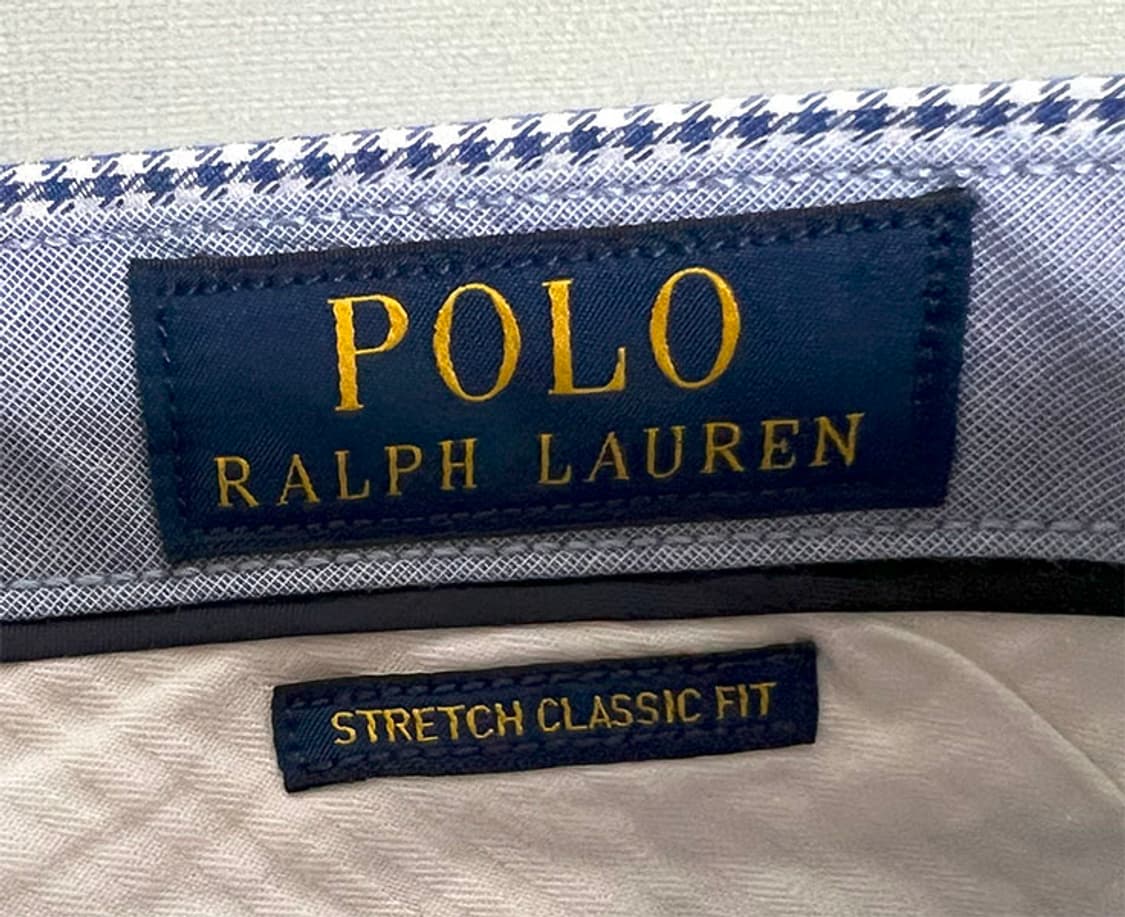 POLO
RALPH LAUREN
STRETCH CLASSIC FIT